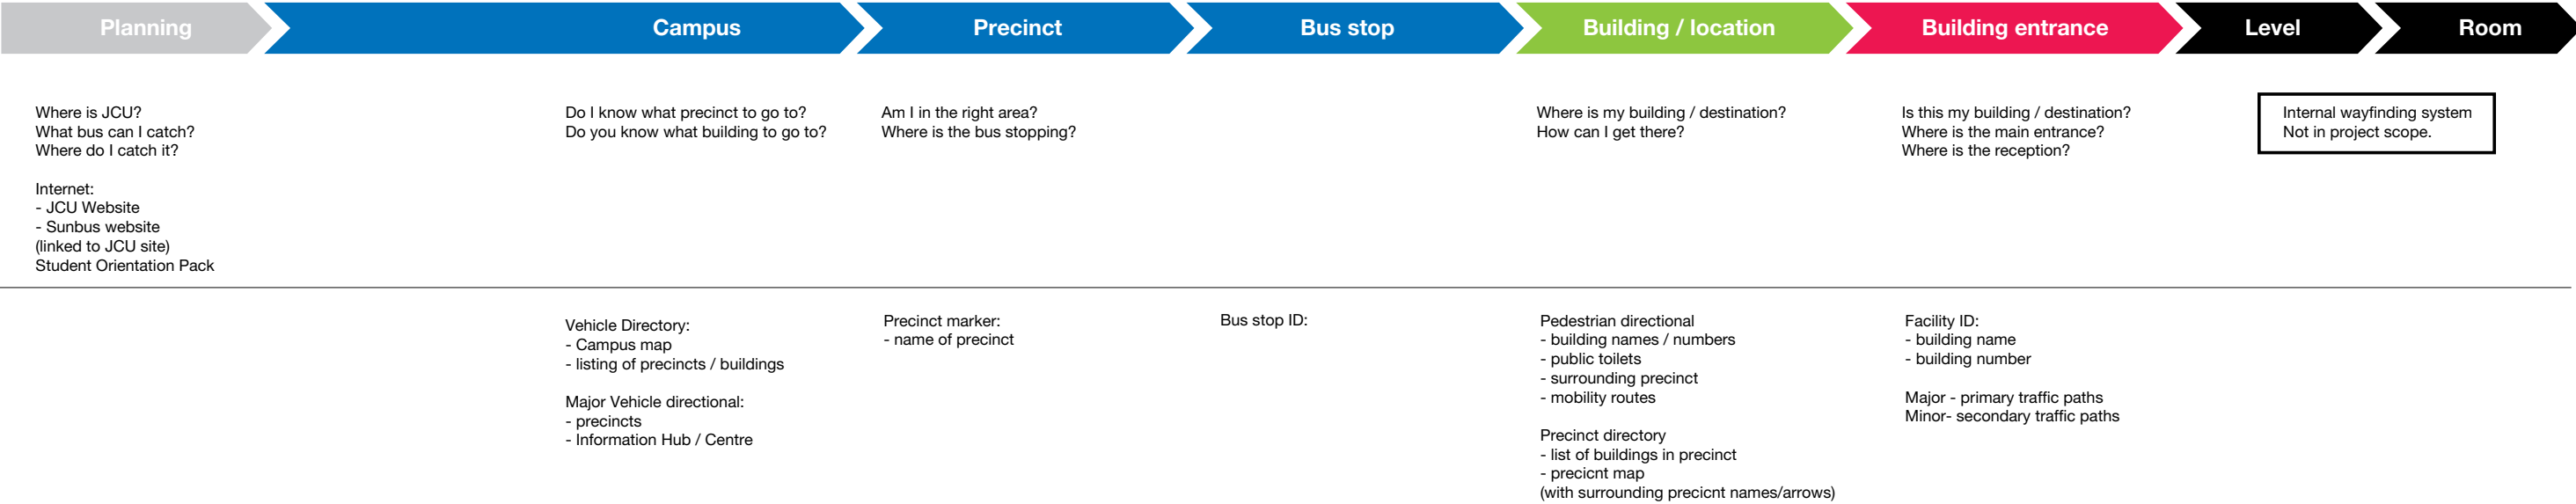 Planning
Campus
Precinct
Bus stop
Building / location
Building entrance
Level
Room
Where is JCU?
What bus can I catch?
Where do I catch it?
Internet:
- JCU Website
- Sunbus website
(linked to JCU site)
Student Orientation Pack
Do I know what precinct to go to?
Do you know what building to go to?
Am I in the right area?
Where is the bus stopping?
Where is my building / destination?
How can I get there?
Is this my building / destination?
Where is the main entrance?
Where is the reception?
Internal wayfinding system
Not in project scope.
Vehicle Directory:
- Campus map
- listing of precincts / buildings
Major Vehicle directional:
- precincts
- Information Hub / Centre
Precinct marker:
- name of precinct
Bus stop ID:
Pedestrian directional
- building names / numbers
- public toilets
- surrounding precinct
- mobility routes
Precinct directory
- list of buildings in precinct
- precicnt map
(with surrounding precicnt names/arrows)
Facility ID:
- building name
- building number
Major - primary traffic paths
Minor- secondary traffic paths